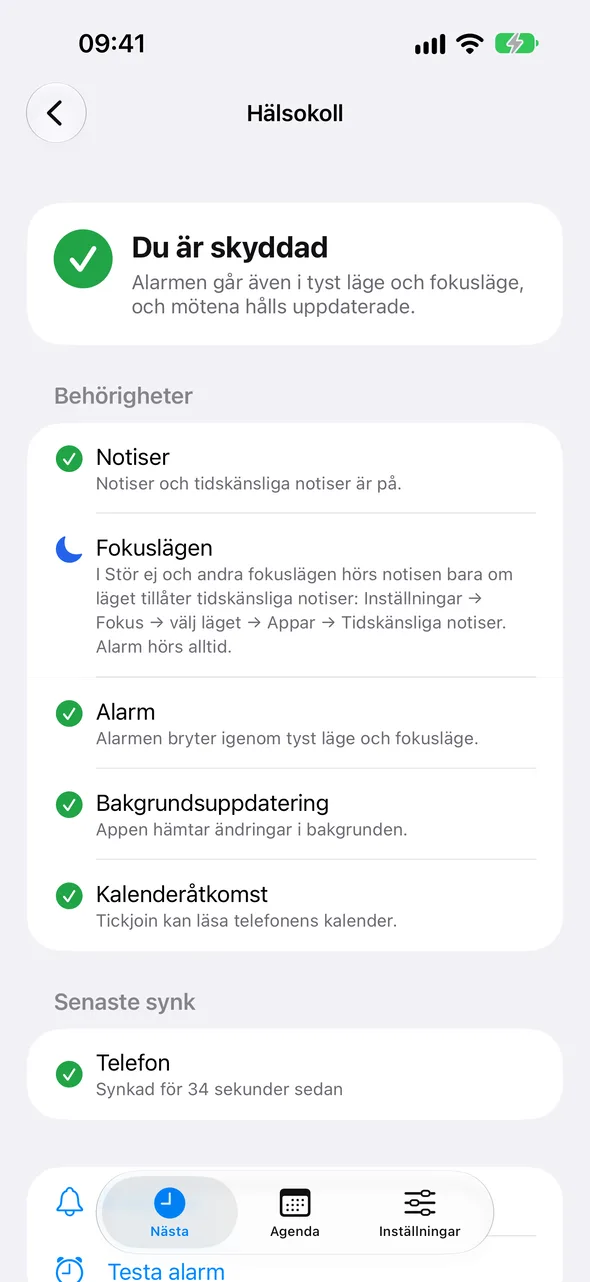 09:41
Hälsokoll
Du är skyddad
Alarmen går även i tyst läge och fokusläge,
och mötena hålls uppdaterade.
Behörigheter
Notiser
Notiser och tidskänsliga notiser är på.
Fokuslägen
I Stör ej och andra fokuslägen hörs notisen bara om
läget tillåter tidskänsliga notiser: Inställningar →
Fokus → välj läget → Appar → Tidskänsliga notiser.
Alarm hörs alltid.
Alarm
Alarmen bryter igenom tyst läge och fokusläge.
Bakgrundsuppdatering
Appen hämtar ändringar i bakgrunden.
Kalenderåtkomst
Tickjoin kan läsa telefonens kalender.
Senaste synk
Telefon
Synkad för 34 sekunder sedan
Nästa
Agenda
Inställningar
Testa alarm